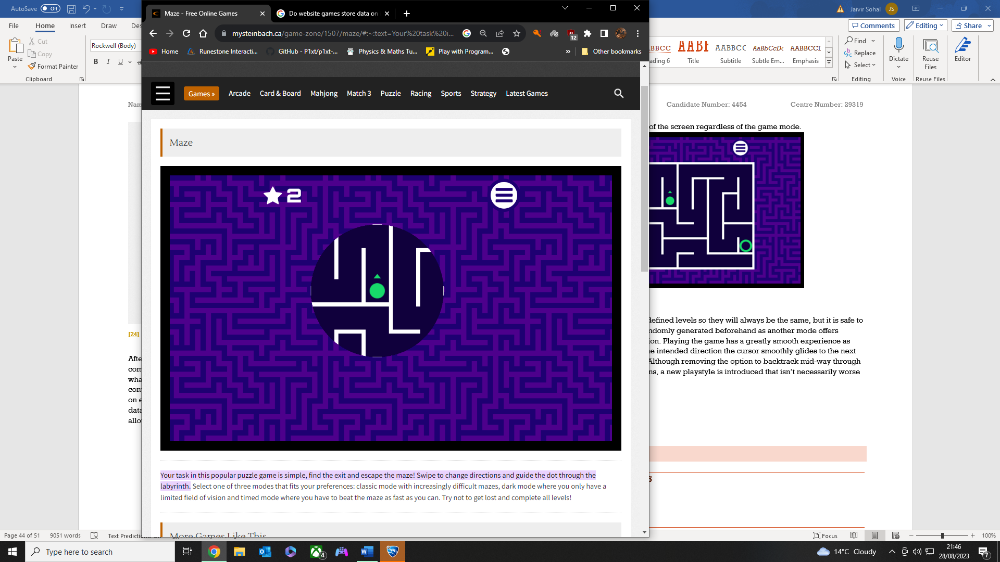 AutoSave Off
Maze - Free Online Games
Do website games store data on
Jaivir Sohal JS
File Home Insert Draw Des
mysteinbach.ca/game-zone/1507/maze/#:~:text=Your%20task%20i...
12
Comments Editing Share
Home Runestone Interacti... GitHub - P1xt/p1xt-... Physics & Maths Tu... Play with Program... » Other bookmarks
Paste Cut Copy Format Painter
Clipboard
Rockwell (Body)
B I U
BBCC AABE AABBCC AaBbCcDc AABBCCI
ading 6 Title Subtitle Subtle Em... Emphasis
Find Replace Select
Editing
Dictate
Voice
Reuse Files
Reuse Files
Editor
Games » Arcade Card & Board Mahjong Match 3 Puzzle Racing Sports Strategy Latest Games
Nam
Candidate Number: 4454 Centre Number: 29319
of the screen regardless of the game mode.
Maze
2
[24]
Afte
com
wha
com
on e
data
allo
defined levels so they will always be the same, but it is safe to
ndomly generated beforehand as another mode offers
ion. Playing the game has a greatly smooth experience as
e intended direction the cursor smoothly glides to the next
Although removing the option to backtrack mid-way through
ns, a new playstyle is introduced that isn't necessarily worse
s
Your task in this popular puzzle game is simple, find the exit and escape the maze! Swipe to change directions and guide the dot through the
labyrinth. Select one of three modes that fits your preferences: classic mode with increasingly difficult mazes, dark mode where you only have a
limited field of vision and timed mode where you have to beat the maze as fast as you can. Try not to get lost and complete all levels!
More Games Like This
Page 44 of 51 9051 words Text Predictions: On
Focus 100%
Type here to search
4
14°C Cloudy
21:46
28/08/2023
7